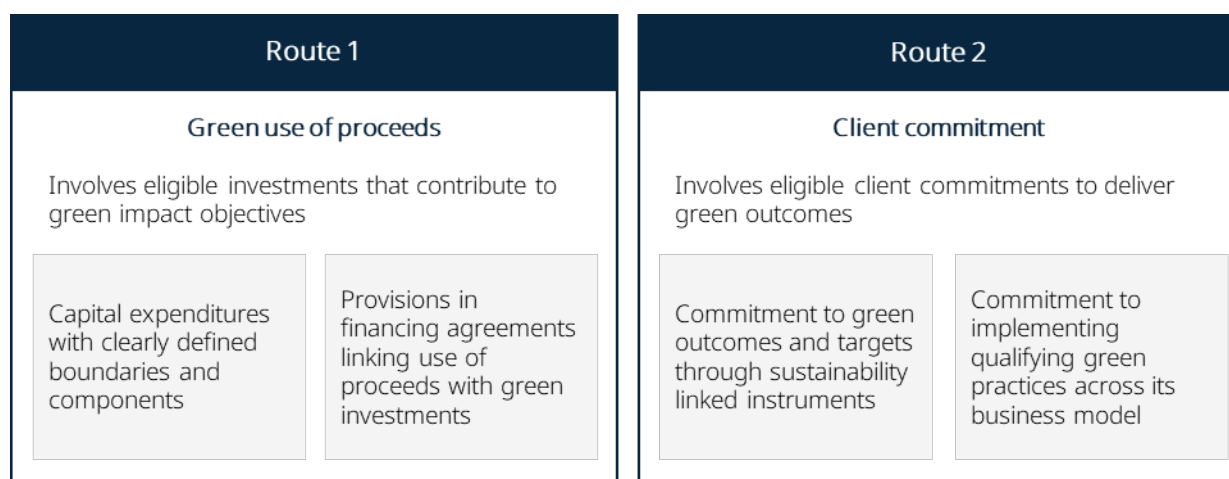 Route 1
Green use of proceeds
Involves eligible investments that contribute to
green impact objectives
Capital expenditures
with clearly defined
boundaries and
components
Provisions in
financing agreements
linking use of
proceeds with green
investments
Route 2
Client commitment
Involves eligible client commitments to deliver
green outcomes
Commitment to green
outcomes and targets
through sustainability
linked instruments
Commitment to
implementing
qualifying green
practices across its
business model